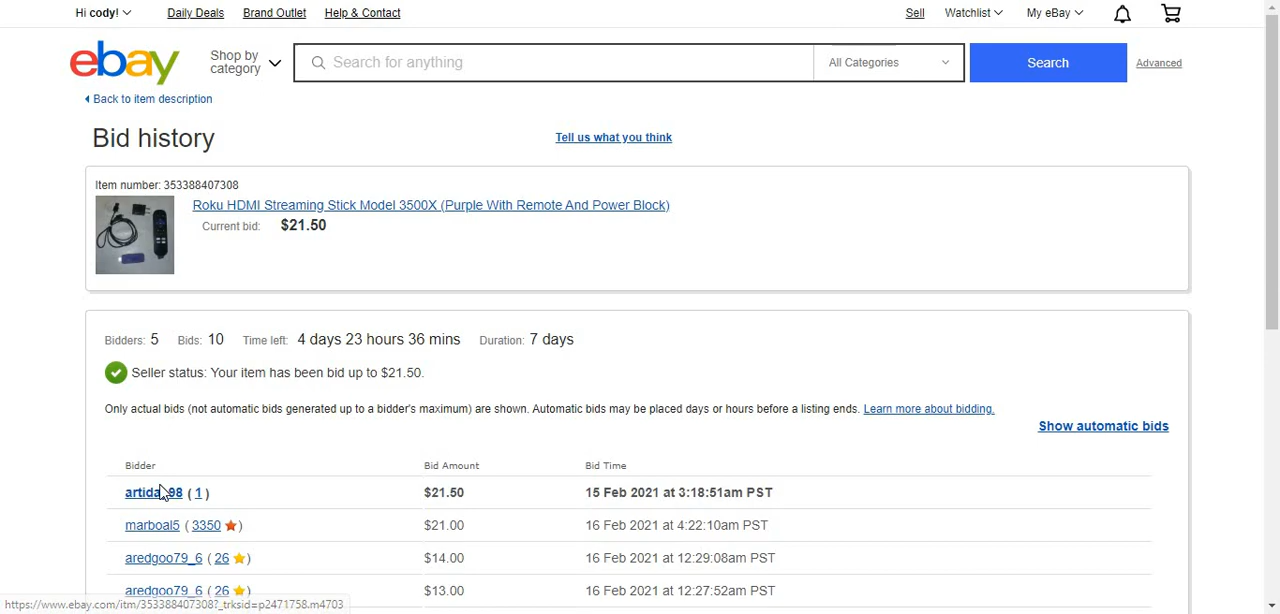 Hi cody! Daily Deals Brand Outlet Help & Contact Sell Watchlist My eBay
ebay Shop by category Search for anything All Categories Search Advanced
Back to item description
Bid history Tell us what you think
Item number: 353388407308
Roku HDMI Streaming Stick Model 3500X (Purple With Remote And Power Block)
Current bid: $21.50
Bidders: 5 Bids: 10 Time left: 4 days 23 hours 36 mins Duration: 7 days
Seller status: Your item has been bid up to $21.50.
Only actual bids (not automatic bids generated up to a bidder's maximum) are shown. Automatic bids may be placed days or hours before a listing ends. Learn more about bidding.
Show automatic bids
Bidder Bid Amount Bid Time
( 1 ) $21.50 15 Feb 2021 at 3:18:51am PST
marboal5 ( 3350 ) $21.00 16 Feb 2021 at 4:22:10am PST
aredgoo79_6 ( 26 ) $14.00 16 Feb 2021 at 12:29:08am PST
aredgoo79_6 ( 26 ) $13.00 16 Feb 2021 at 12:27:52am PST
https://www.ebay.com/itm/353388407308?_trksid=p2471758.m4703